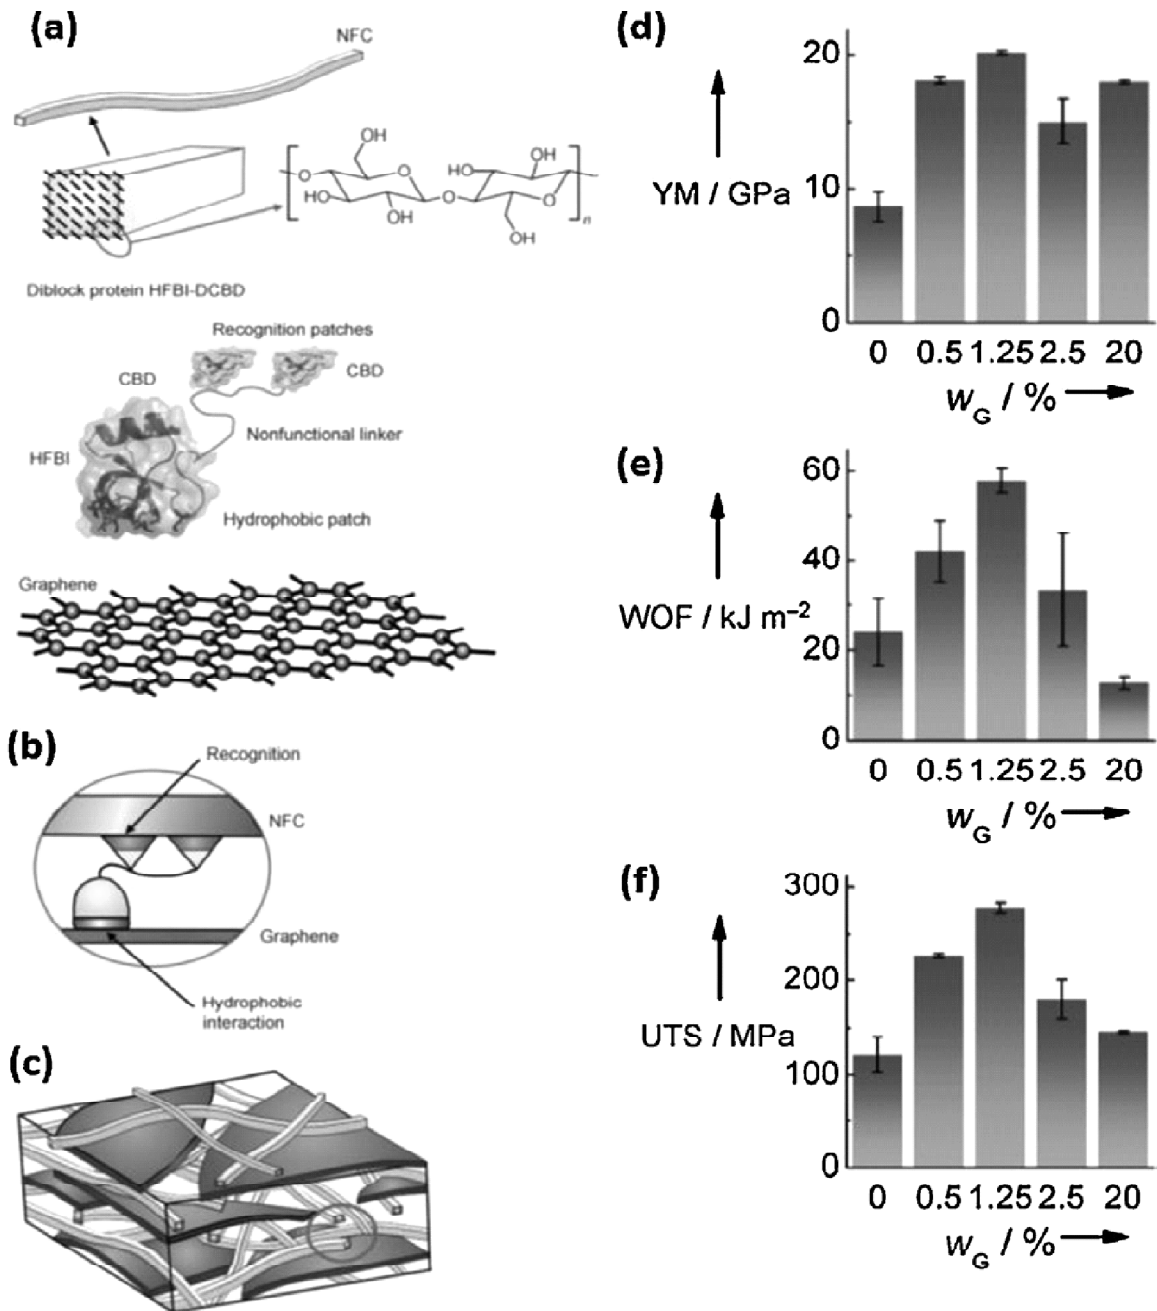 (a)
NFC
OH
OH
HO
O
O
O
HO
OH
O
O
OH
n
Diblock protein HFBI-DCBD
Recognition patches
CBD
CBD
Nonfunctional linker
HFBI
Hydrophobic patch
Graphene
(b)
Recognition
NFC
Graphene
Hydrophobic
interaction
(c)
(d)
20
10
0
YM / GPa
0 0.5 1.25 2.5 20
wG / %
(e)
60
40
20
0
WOF / kJ m–2
0 0.5 1.25 2.5 20
wG / %
(f)
300
200
100
0
UTS / MPa
0 0.5 1.25 2.5 20
wG / %